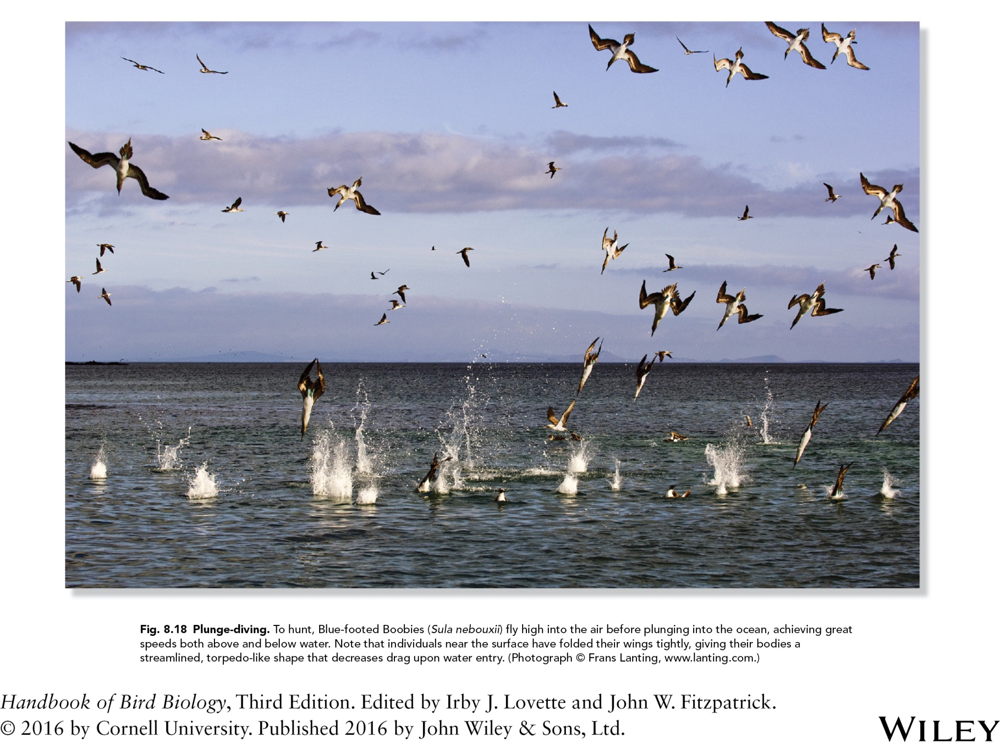 Fig. 8.18 Plunge-diving. To hunt, Blue-footed Boobies (Sula nebouxii) fly high into the air before plunging into the ocean, achieving great
speeds both above and below water. Note that individuals near the surface have folded their wings tightly, giving their bodies a
streamlined, torpedo-like shape that decreases drag upon water entry. (Photograph © Frans Lanting, www.lanting.com.)
Handbook of Bird Biology, Third Edition. Edited by Irby J. Lovette and John W. Fitzpatrick.
© 2016 by Cornell University. Published 2016 by John Wiley & Sons, Ltd.
WILEY